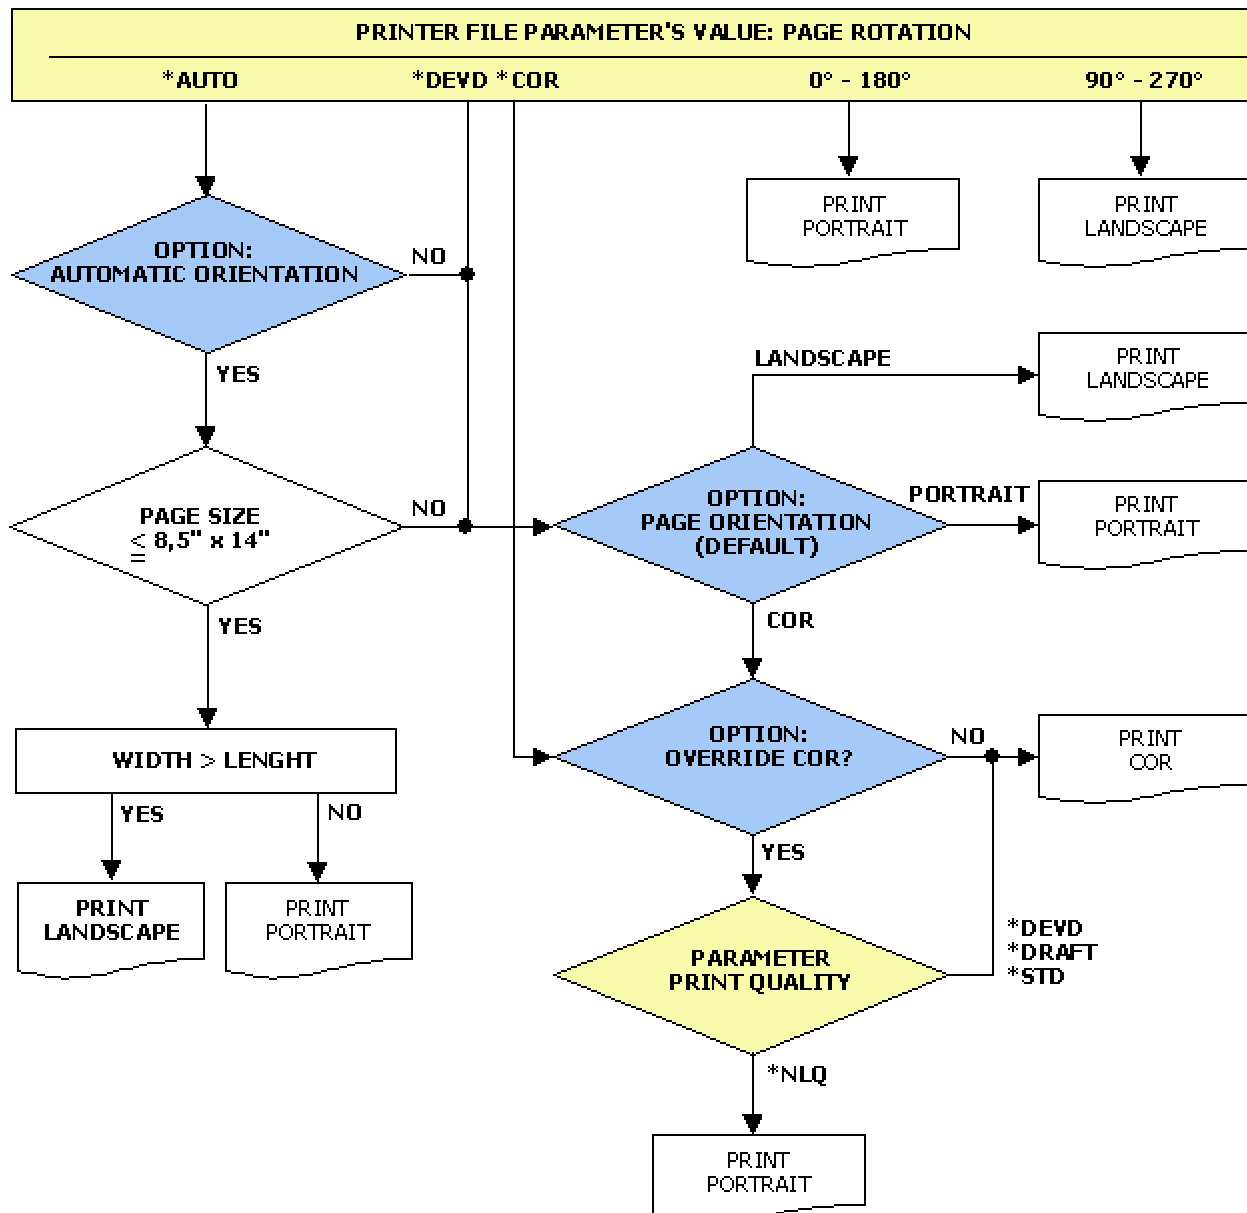 PRINTER FILE PARAMETER'S VALUE: PAGE ROTATION
*AUTO
*DEVD *COR
0° - 180°
90° - 270°
PRINT
PORTRAIT
PRINT
LANDSCAPE
OPTION:
AUTOMATIC ORIENTATION
NO
YES
LANDSCAPE
PRINT
LANDSCAPE
PAGE SIZE
≤ 8,5" x 14"
NO
OPTION:
PAGE ORIENTATION
(DEFAULT)
PORTRAIT
PRINT
PORTRAIT
YES
COR
WIDTH > LENGHT
OPTION:
OVERRIDE COR?
NO
PRINT
COR
YES
NO
YES
PRINT
LANDSCAPE
PRINT
PORTRAIT
PARAMETER
PRINT QUALITY
*DEVD
*DRAFT
*STD
*NLQ
PRINT
PORTRAIT